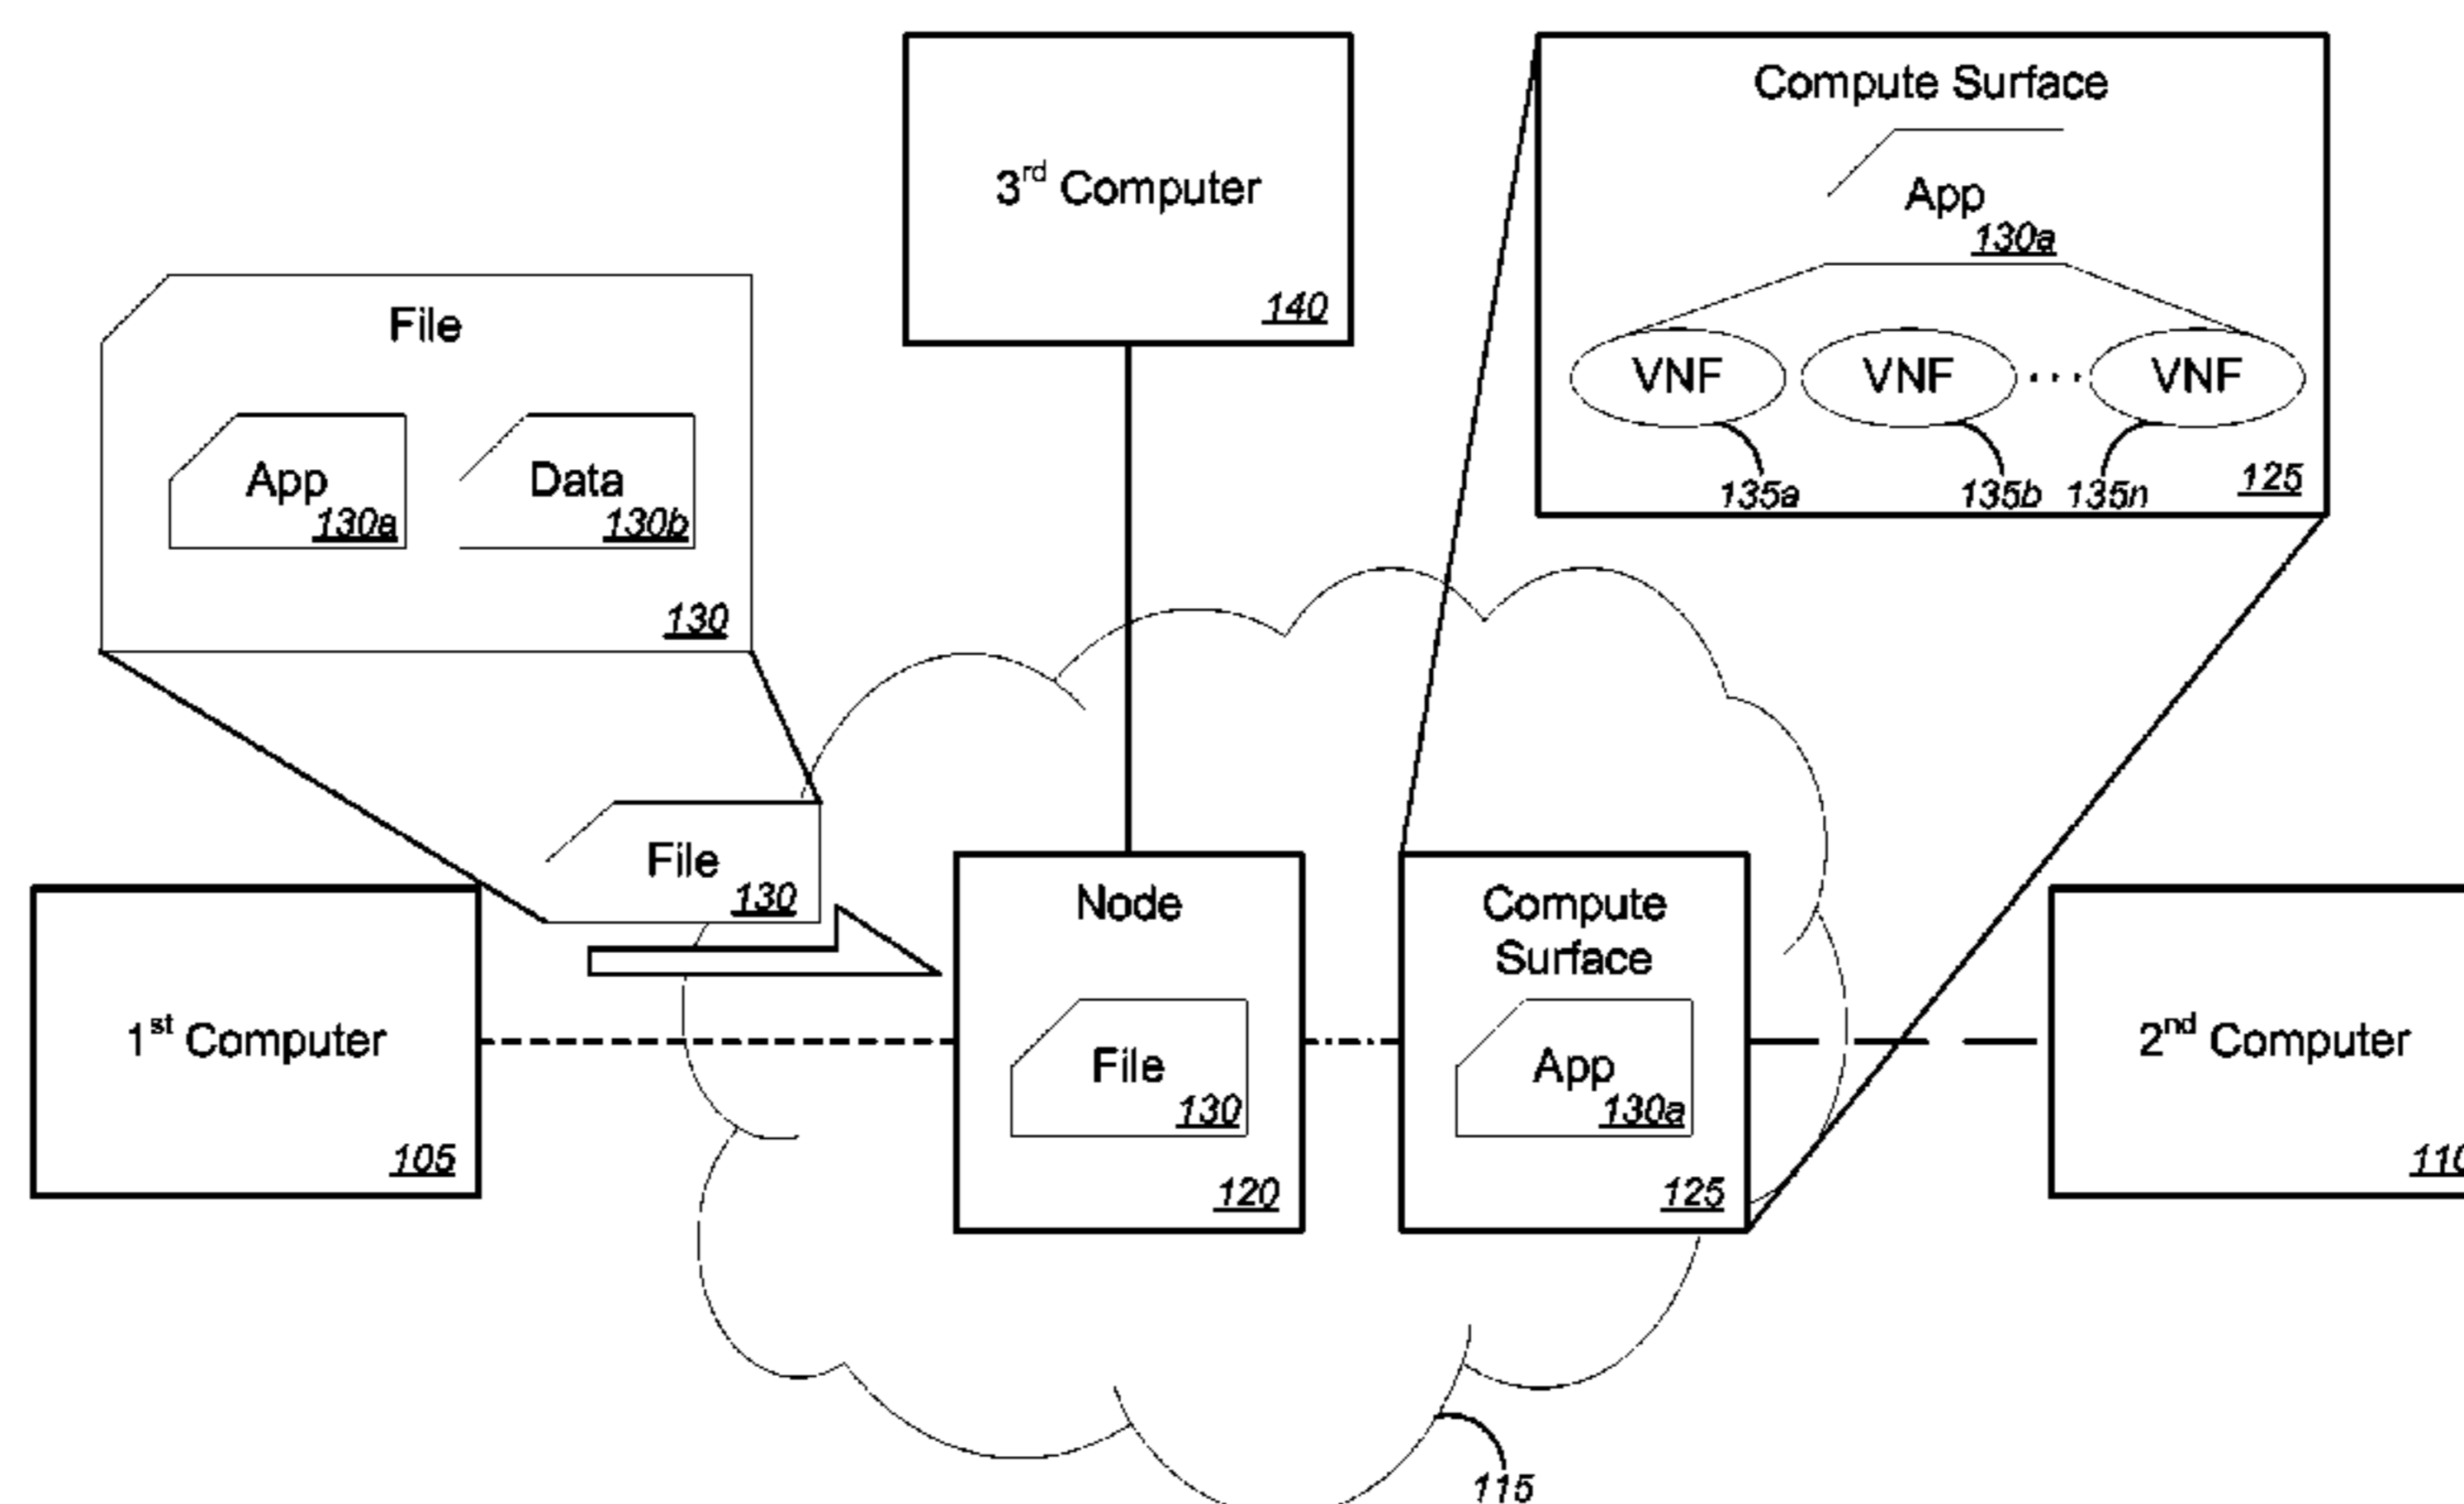 3rd Computer
140
Compute Surface
App
130a
VNF VNF ... VNF
135a 135b 135n
125
File
App
130a
Data
130b
130
File
130
1st Computer
105
Node
File
130
120
Compute
Surface
App
130a
125
2nd Computer
110
115